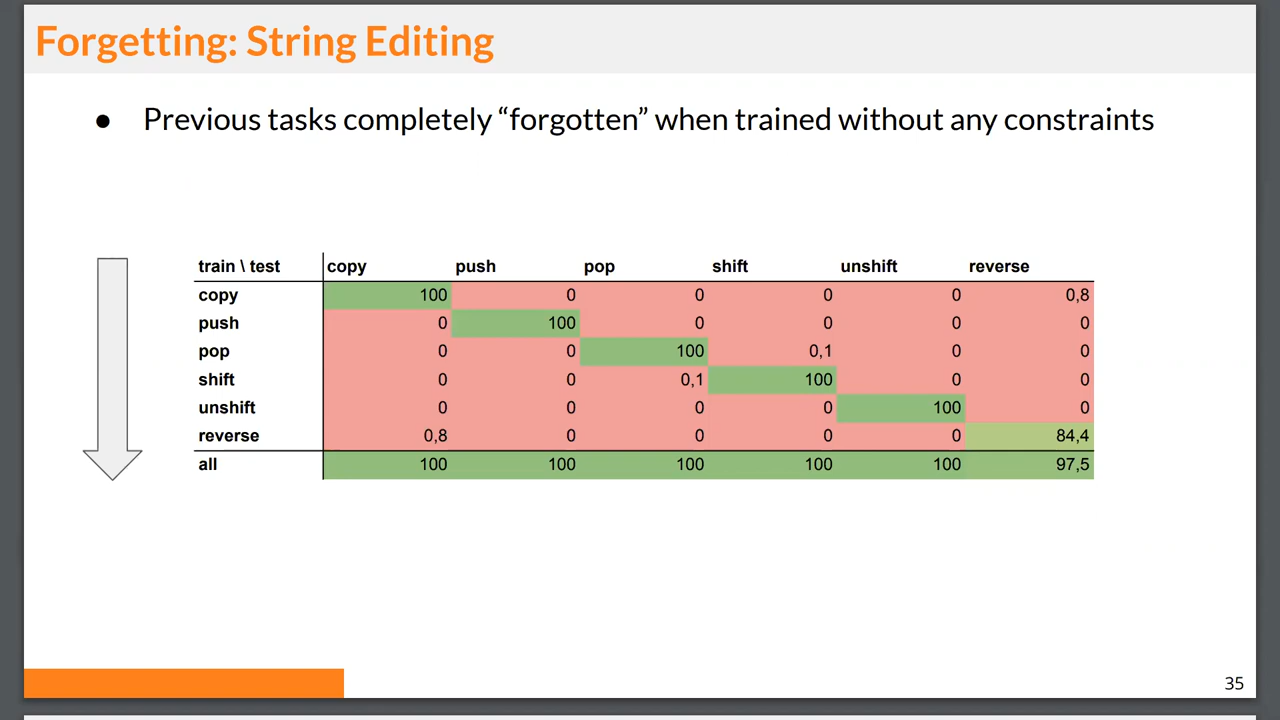 Forgetting: String Editing
● Previous tasks completely “forgotten” when trained without any constraints
train \ test copy push pop shift unshift reverse
copy 100 0 0 0 0 0,8
push 0 100 0 0 0 0
pop 0 0 100 0,1 0 0
shift 0 0 0,1 100 0 0
unshift 0 0 0 0 100 0
reverse 0,8 0 0 0 0 84,4
all 100 100 100 100 100 97,5
35